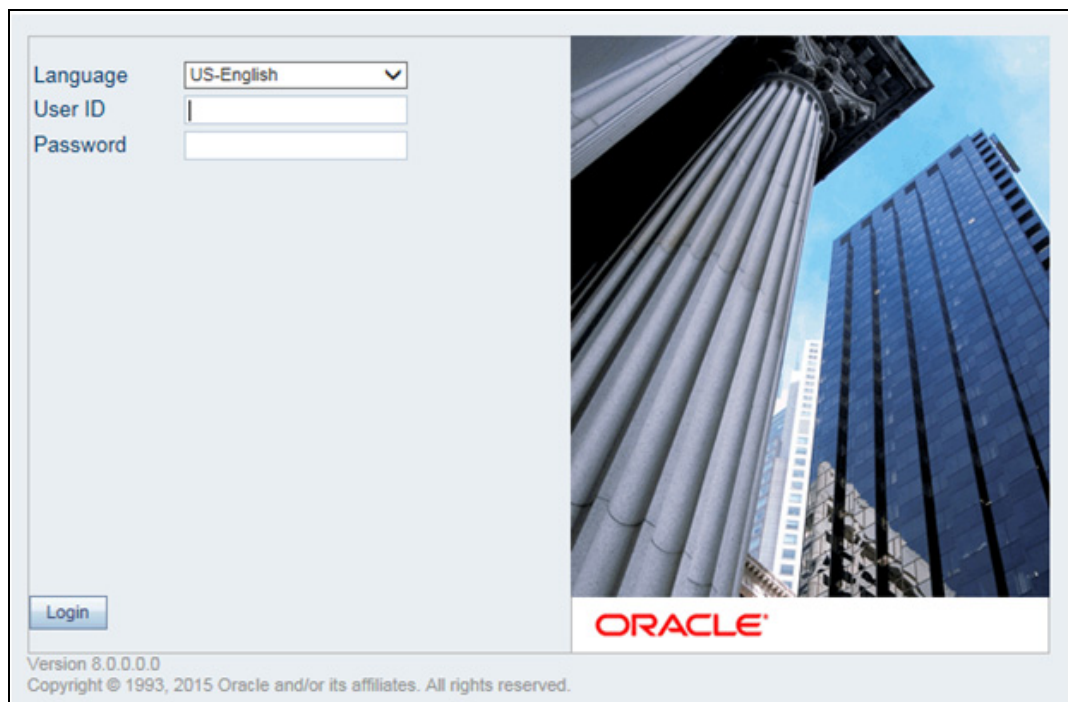 Language US-English
User ID
Password
Login
ORACLE®
Version 8.0.0.0.0
Copyright © 1993, 2015 Oracle and/or its affiliates. All rights reserved.